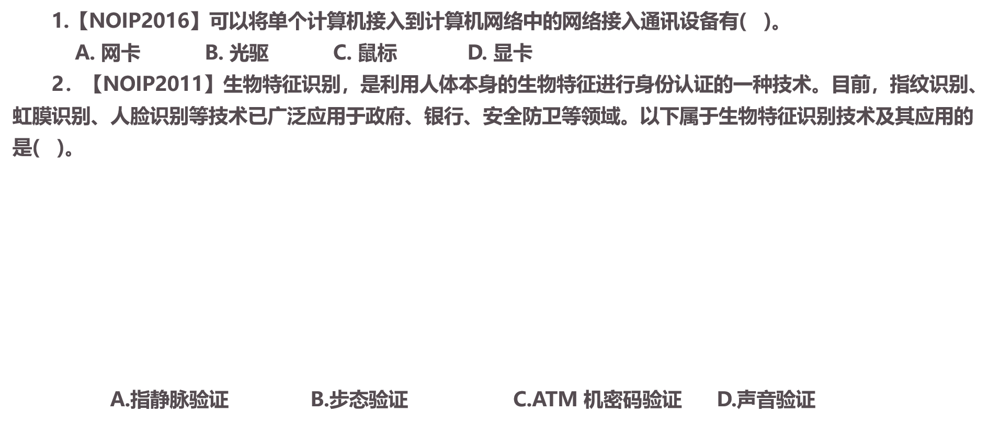 1.【NOIP2016】可以将单个计算机接入到计算机网络中的网络接入通讯设备有(   )。
A. 网卡 B. 光驱 C. 鼠标 D. 显卡
2. 【NOIP2011】生物特征识别，是利用人体本身的生物特征进行身份认证的一种技术。目前，指纹识别、
虹膜识别、人脸识别等技术已广泛应用于政府、银行、安全防卫等领域。以下属于生物特征识别技术及其应用的
是(   )。
A.指静脉验证 B.步态验证 C.ATM 机密码验证 D.声音验证